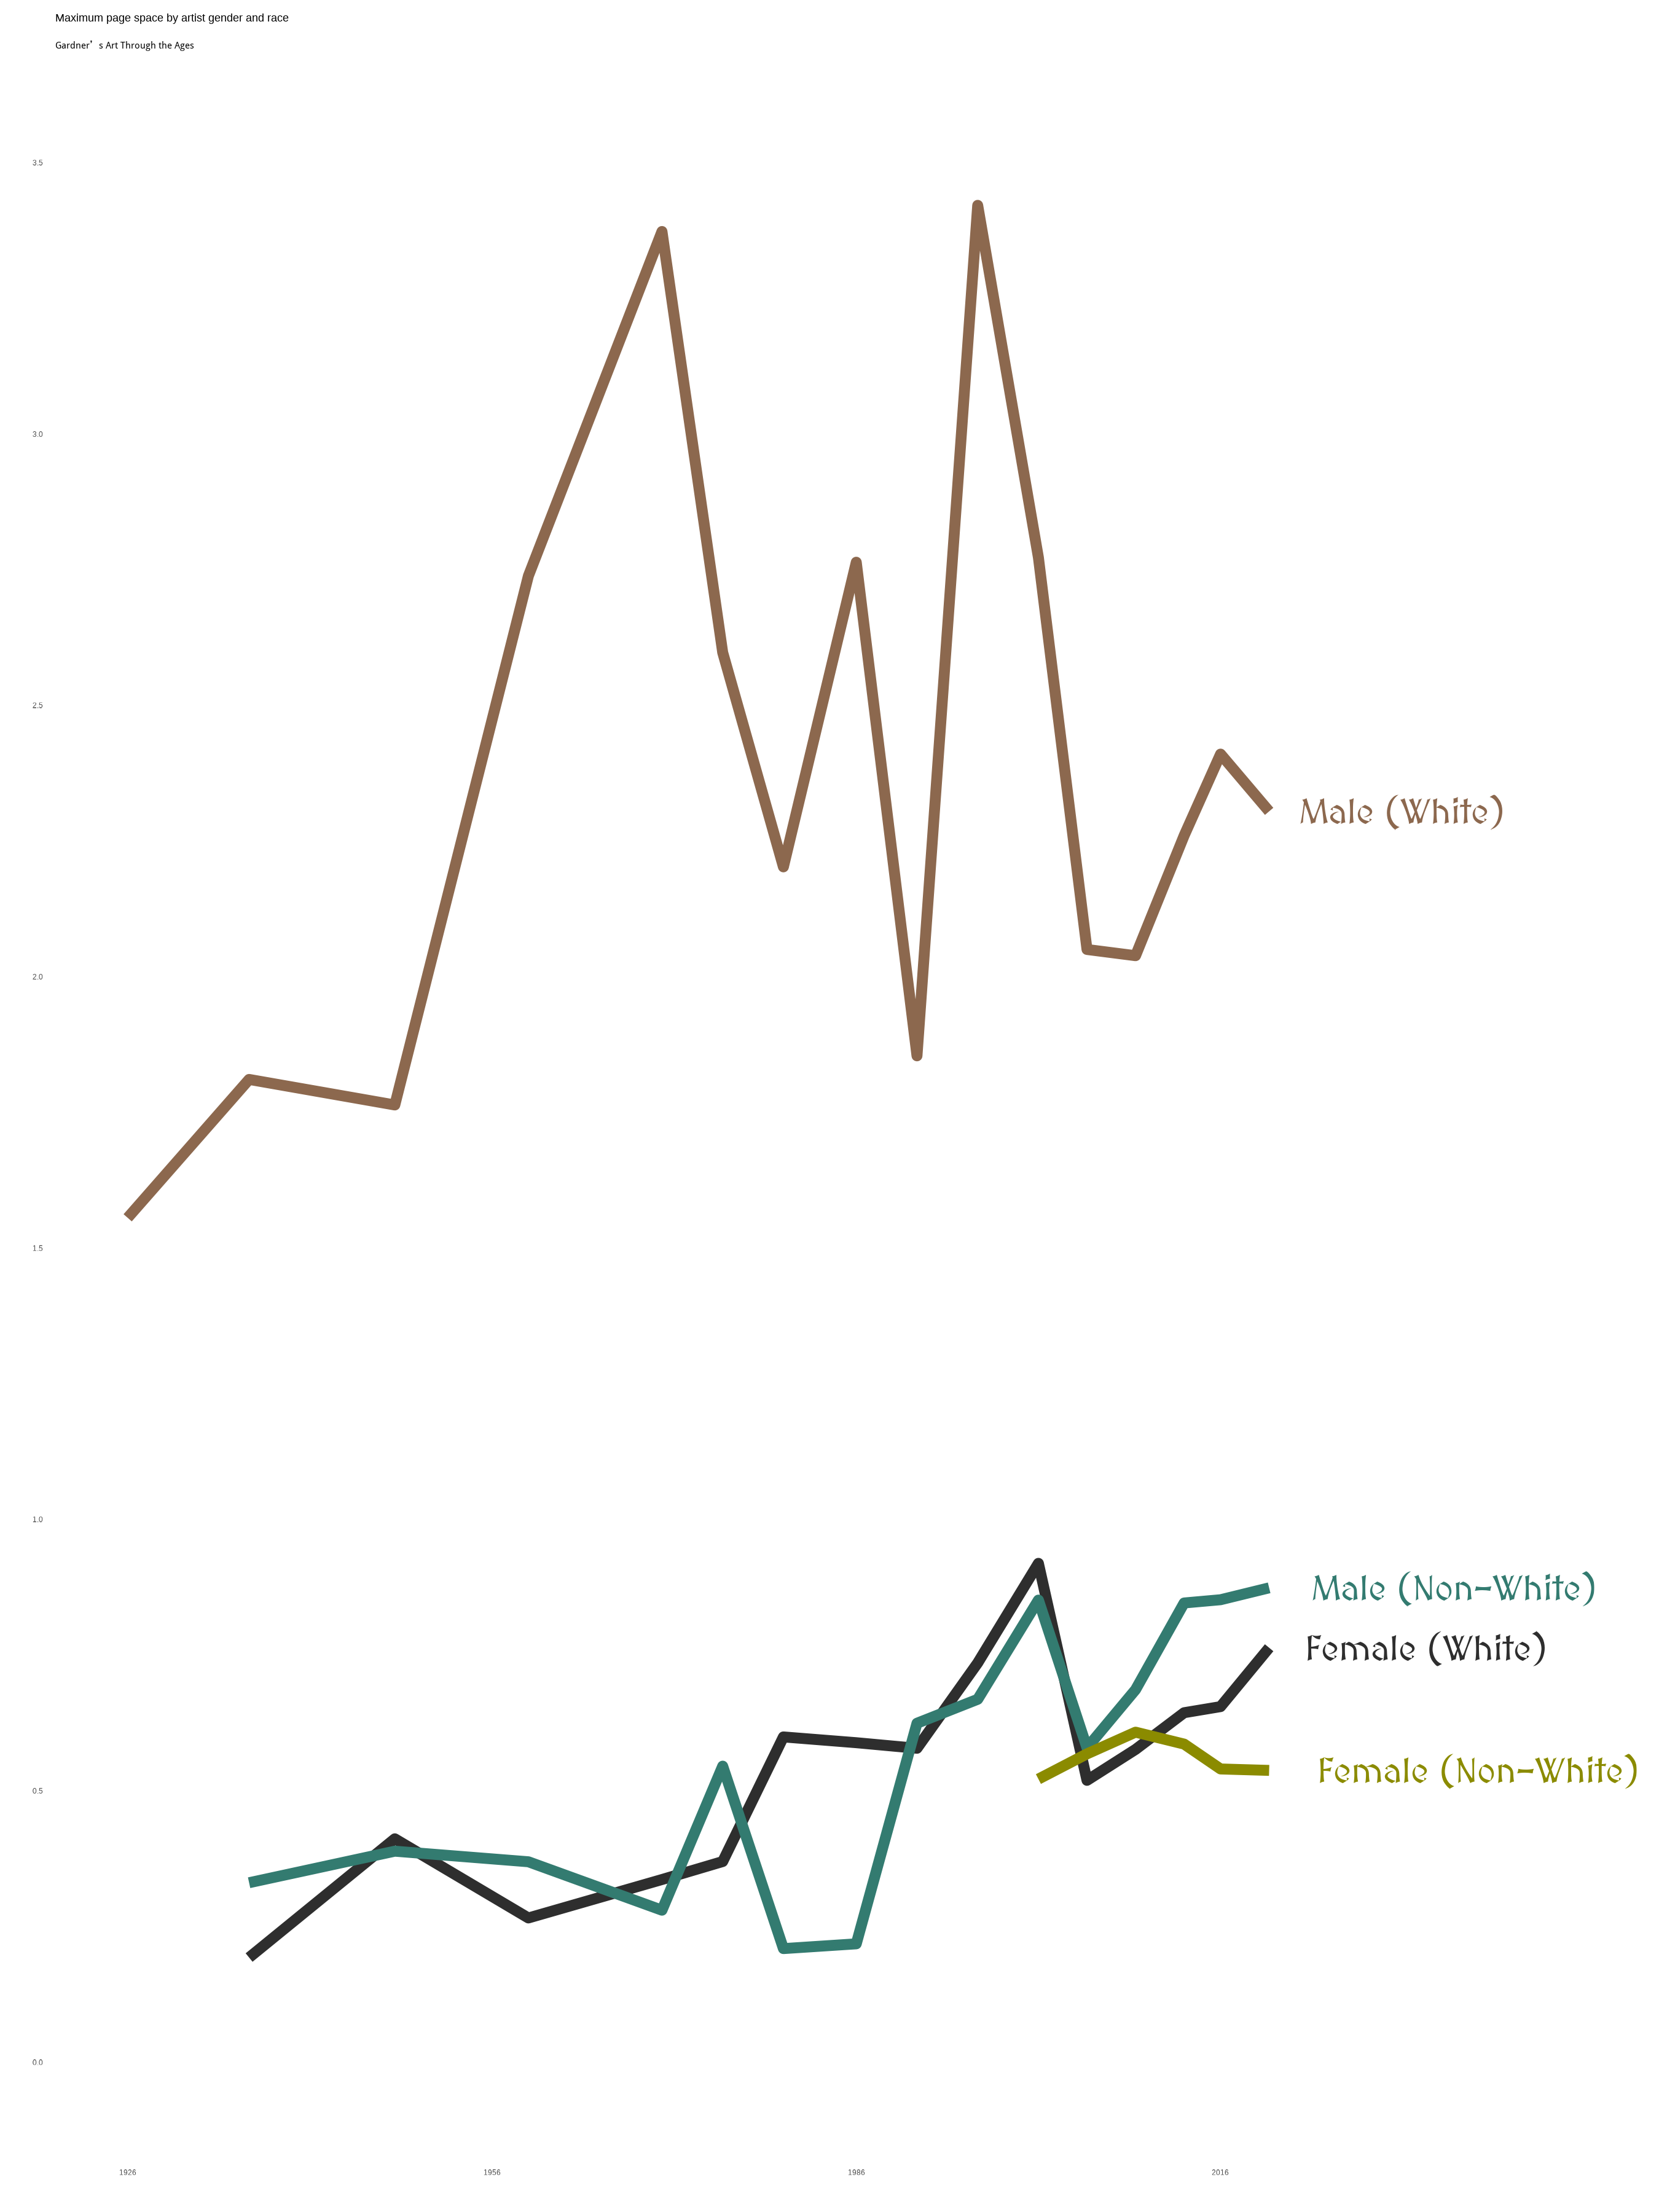 Maximum page space by artist gender and race
Gardner’s Art Through the Ages
3.5
3.0
2.5
Male (White)
2.0
1.5
1.0
Male (Non-White)
Female (White)
Female (Non-White)
0.5
0.0
1926 1956 1986 2016